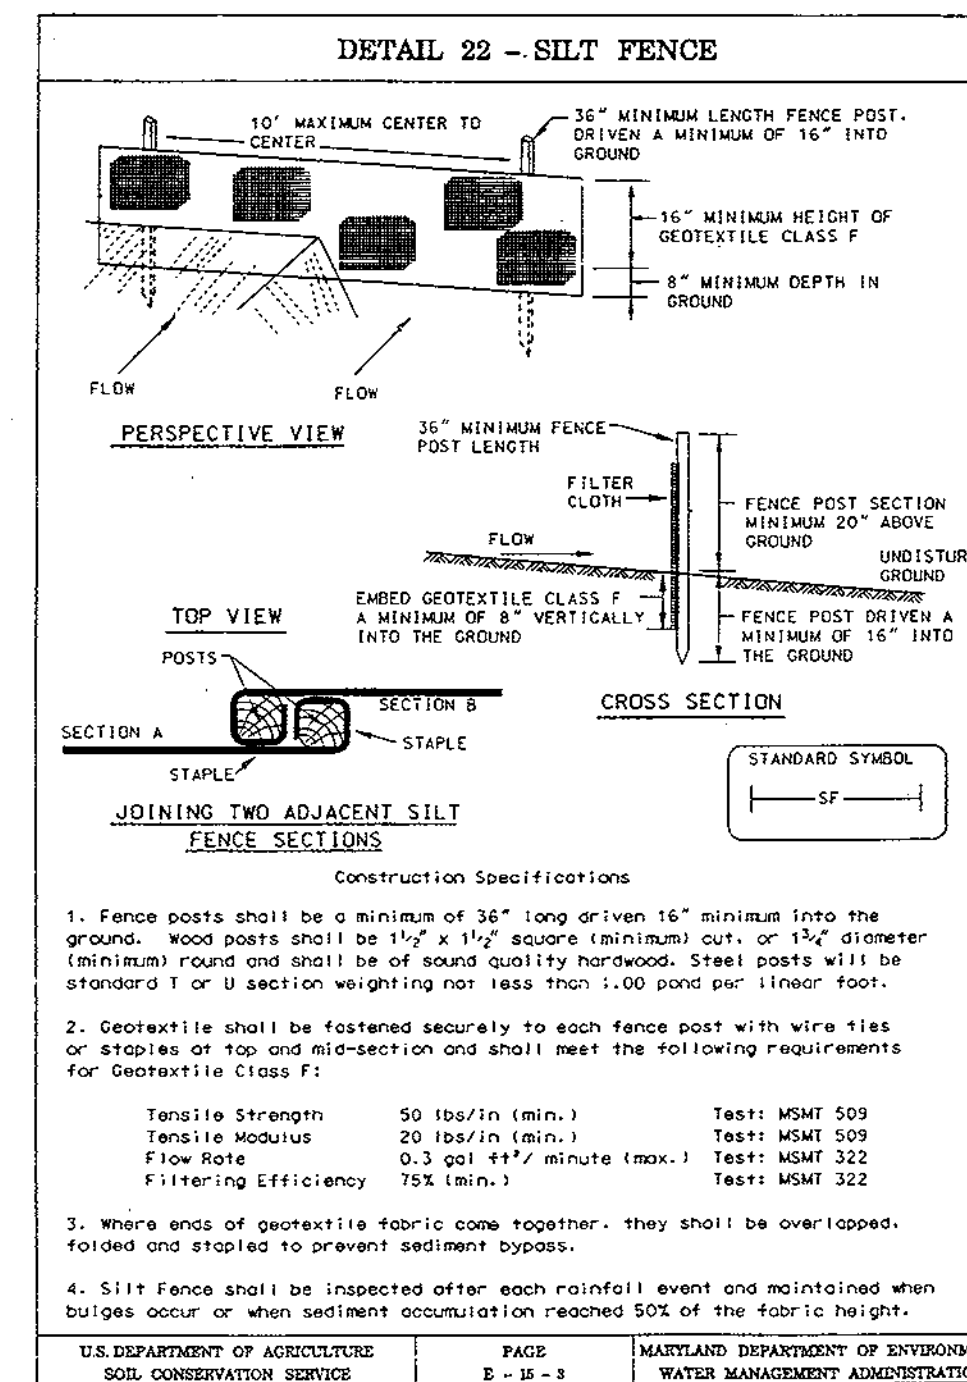 DETAIL 22 - SILT FENCE
10' MAXIMUM CENTER TO
CENTER
36" MINIMUM LENGTH FENCE POST,
DRIVEN A MINIMUM OF 16" INTO
GROUND
16" MINIMUM HEIGHT OF
GEOTEXTILE CLASS F
8" MINIMUM DEPTH IN
GROUND
FLOW
FLOW
PERSPECTIVE VIEW
36" MINIMUM FENCE
POST LENGTH
FILTER
CLOTH
FENCE POST SECTION
MINIMUM 20" ABOVE
GROUND
FLOW
UNDISTUR
GROUND
EMBED GEOTEXTILE CLASS F
A MINIMUM OF 8" VERTICALLY
INTO THE GROUND
FENCE POST DRIVEN A
MINIMUM OF 16" INTO
THE GROUND
CROSS SECTION
TOP VIEW
POSTS
SECTION B
SECTION A
STAPLE
STAPLE
JOINING TWO ADJACENT SILT
FENCE SECTIONS
STANDARD SYMBOL
SF
Construction Specifications
1. Fence posts shall be a minimum of 36" long driven 16" minimum into the
ground. Wood posts shall be 1 1/2" x 1 1/2" square (minimum) cut, or 1 3/4" diameter
(minimum) round and shall be of sound quality hardwood. Steel posts will be
standard T or U section weighting not less than 1.00 pond per linear foot.
2. Geotextile shall be fastened securely to each fence post with wire ties
or staples at top and mid-section and shall meet the following requirements
for Geotextile Class F:
Tensile Strength 50 lbs/in (min.) Test: MSMT 509
Tensile Modulus 20 lbs/in (min.) Test: MSMT 509
Flow Rate 0.3 gal ft²/ minute (max.) Test: MSMT 322
Filtering Efficiency 75% (min.) Test: MSMT 322
3. Where ends of geotextile fabric come together, they shall be overlapped,
folded and stapled to prevent sediment bypass.
4. Silt Fence shall be inspected after each rainfall event and maintained when
bulges occur or when sediment accumulation reached 50% of the fabric height.
U.S. DEPARTMENT OF AGRICULTURE
SOIL CONSERVATION SERVICE
PAGE
E - 15 - 3
MARYLAND DEPARTMENT OF ENVIRONM
WATER MANAGEMENT ADMINISTRATIO